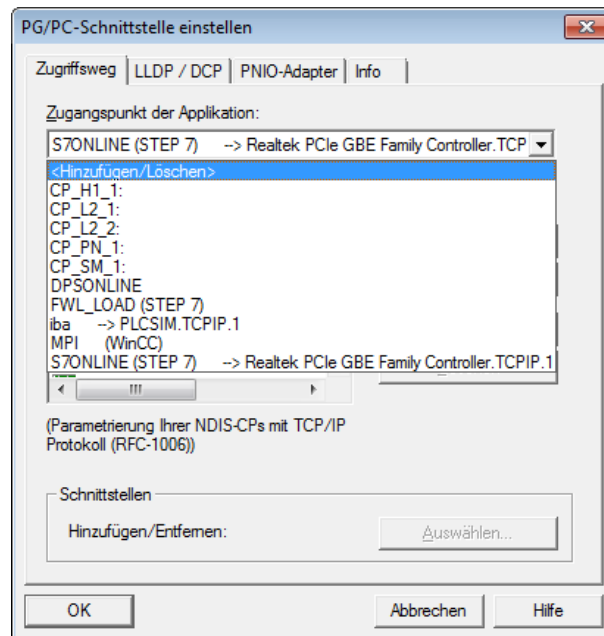 PG/PC-Schnittstelle einstellen
Zugriffsweg LLDP / DCP PNIO-Adapter Info
Zugangspunkt der Applikation:
S7ONLINE (STEP 7) --> Realtek PCIe GBE Family Controller.TCP
<Hinzufügen/Löschen>
CP_H1_1:
CP_L2_1:
CP_L2_2:
CP_PN_1:
CP_SM_1:
DPSONLINE
FWL_LOAD (STEP 7)
iba --> PLCSIM.TCPIP.1
MPI (WinCC)
S7ONLINE (STEP 7) --> Realtek PCIe GBE Family Controller.TCPIP.1
(Parametrierung Ihrer NDIS-CPs mit TCP/IP
Protokoll (RFC-1006))
Schnittstellen
Hinzufügen/Entfernen: Auswählen...
OK Abbrechen Hilfe